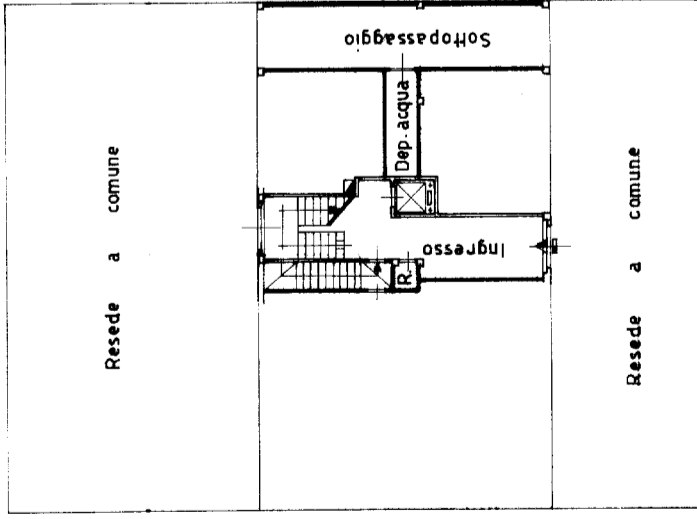 Sottopassaggio
Dep. acqua
Ingresso
R.
Resede a comune
Resede a comune